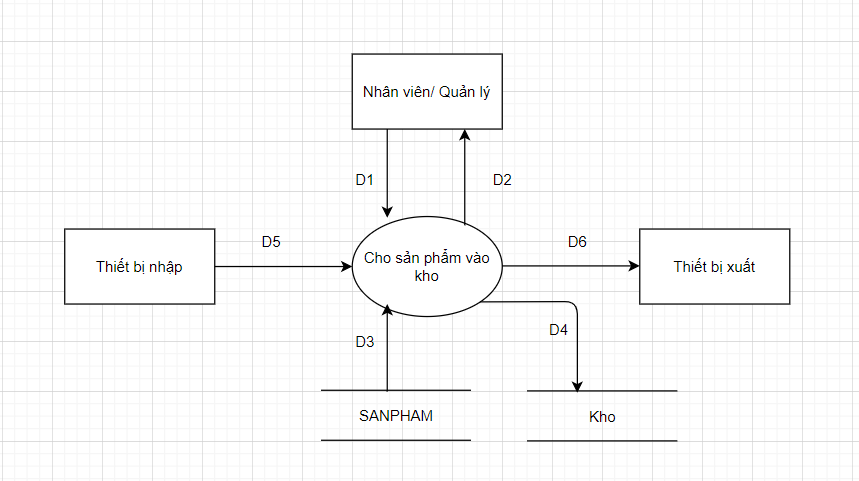 Nhân viên/ Quản lý
D1
D2
D5
D6
Thiết bị nhập
Cho sản phẩm vào
kho
Thiết bị xuất
D3
D4
SANPHAM
Kho